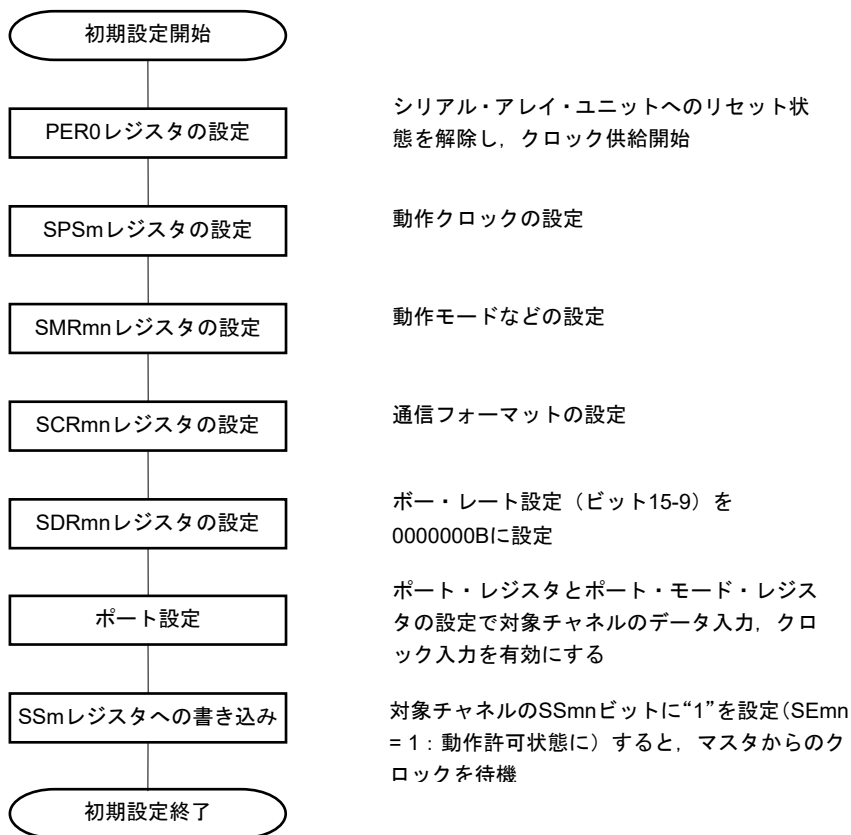 初期設定開始
PER0レジスタの設定
シリアル・アレイ・ユニットへのリセット状
態を解除し，クロック供給開始
SPSmレジスタの設定
動作クロックの設定
SMRmnレジスタの設定
動作モードなどの設定
SCRmnレジスタの設定
通信フォーマットの設定
SDRmnレジスタの設定
ボー・レート設定（ビット15-9）を
0000000Bに設定
ポート設定
ポート・レジスタとポート・モード・レジス
タの設定で対象チャネルのデータ入力，クロ
ック入力を有効にする
SSmレジスタへの書き込み
対象チャネルのSSmnビットに“1”を設定（SEmn
= 1：動作許可状態に）すると，マスタからのク
ロックを待機
初期設定終了